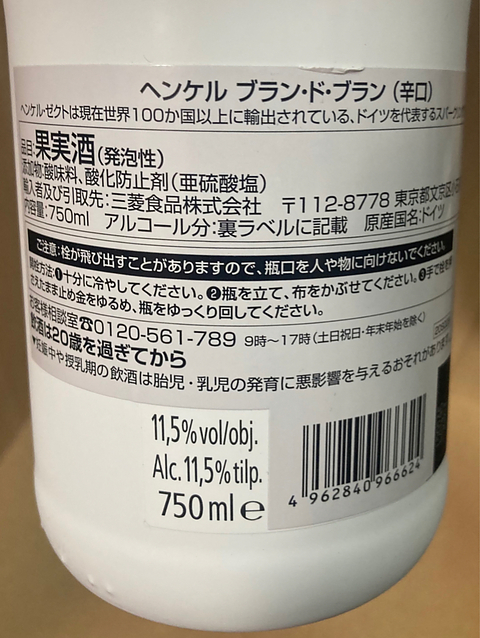 ヘンケル ブラン・ド・ブラン(辛口)
ヘンケル・ゼクトは現在世界100か国以上に輸出されている、ドイツを代表するスパーク
品目:果実酒(発泡性)
添加物:酸味料、酸化防止剤(亜硫酸塩)
輸入者及び引取先:三菱食品株式会社 〒112-8778 東京都文京区小石
内容量:750ml アルコール分:裏ラベルに記載 原産国名:ドイツ
ご注意:栓が飛び出すことがありますので、瓶口を人や物に向けないでください。
開栓方法:❶十分に冷やしてください。❷瓶を立て、布をかぶせてください。❸手で栓を
さえたまま止め金をゆるめ、瓶をゆっくり回してください。
お客様相談室☎0120-561-789 9時〜17時(土日祝日・年末年始を除く)
飲酒は20歳を過ぎてから
▼妊娠中や授乳期の飲酒は胎児・乳児の発育に悪影響を与えるおそれがあります
11,5% vol/obj.
Alc. 11,5% tilp.
750 ml ℮
4 962840 966624